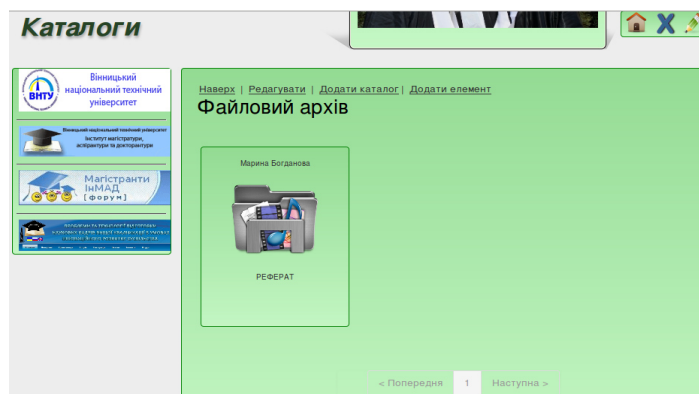 Каталоги
Вінницький
національний технічний
університет
ВНТУ
Вінницький національний технічний університет
Інститут магістратури,
аспірантури та докторантури
Магістранти
ІнМАД
[форум]
Наверх | Редагувати | Додати каталог | Додати елемент
Файловий архів
Марина Богданова
РЕФЕРАТ
< Попередня 1 Наступна >